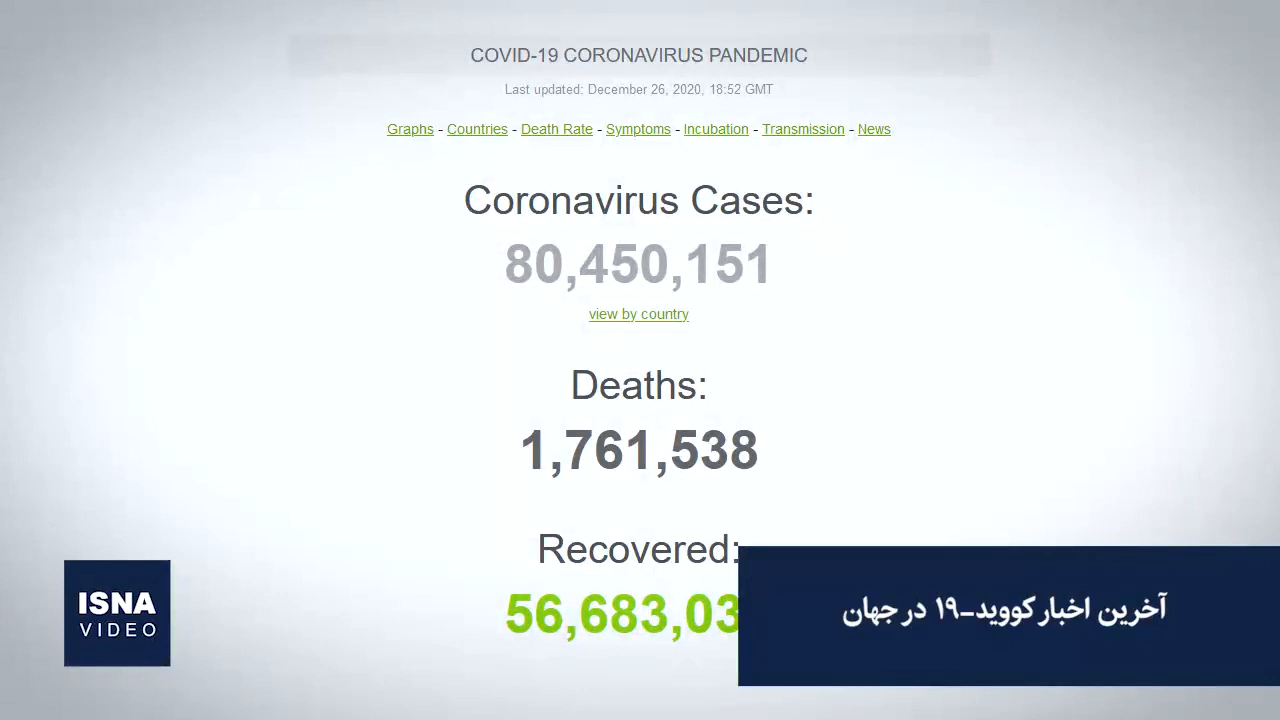 COVID-19 CORONAVIRUS PANDEMIC
Last updated: December 26, 2020, 18:52 GMT
Graphs - Countries - Death Rate - Symptoms - Incubation - Transmission - News
Coronavirus Cases:
80,450,151
view by country
Deaths:
1,761,538
Recovered:
56,683,03
آخرین اخبار کووید-۱۹ در جهان
ISNA
VIDEO